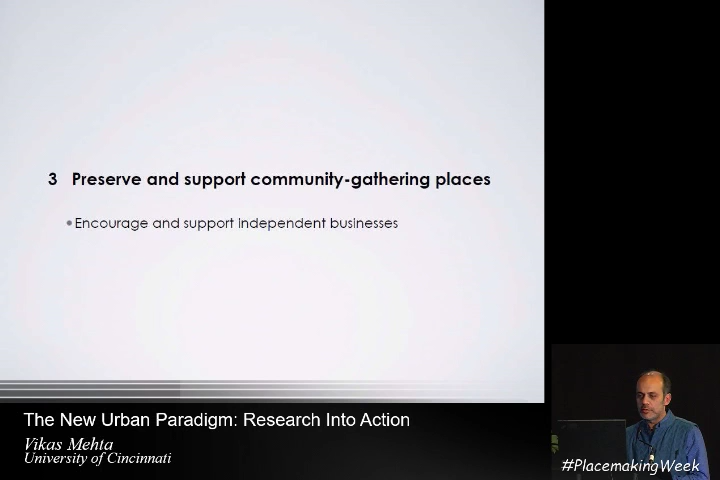 3 Preserve and support community-gathering places
• Encourage and support independent businesses
The New Urban Paradigm: Research Into Action
Vikas Mehta
University of Cincinnati
#PlacemakingWeek